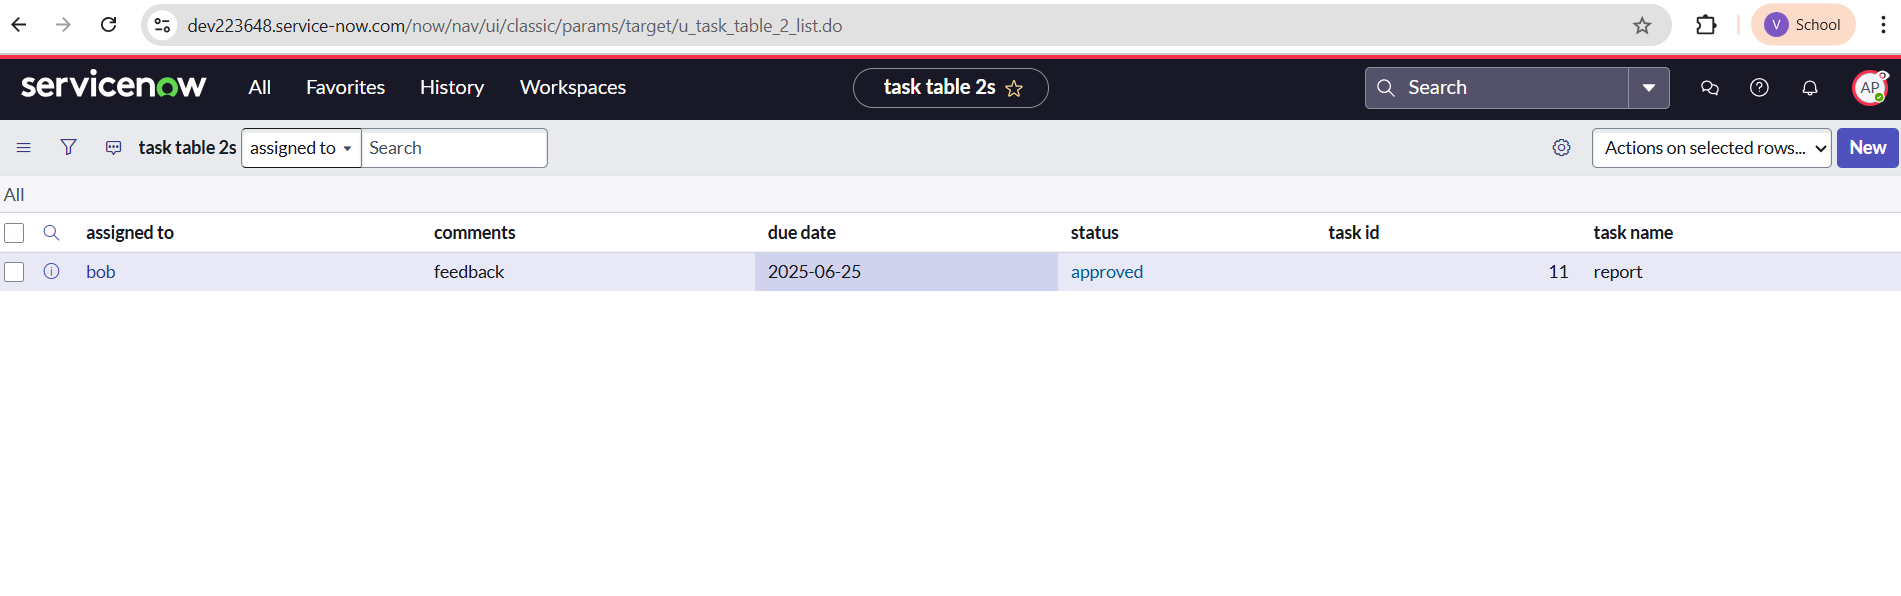 dev223648.service-now.com/now/nav/ui/classic/params/target/u_task_table_2_list.do
V School
servicenow All Favorites History Workspaces task table 2s Search AP
task table 2s assigned to Search Actions on selected rows... New
All
assigned to comments due date status task id task name
bob feedback 2025-06-25 approved 11 report